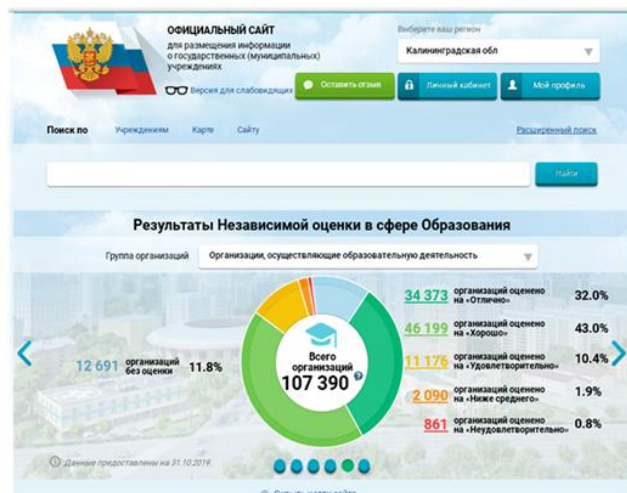 ОФИЦИАЛЬНЫЙ САЙТ
для размещения информации
о государственных (муниципальных)
учреждениях
Версия для слабовидящих
Выберите ваш регион
Калининградская обл
Оставить отзыв
Личный кабинет
Мой профиль
Поиск по
Учреждениям
Карте
Сайту
Расширенный поиск
Найти
Результаты Независимой оценки в сфере Образования
Группа организаций
Организации, осуществляющие образовательную деятельность
12 691 организаций без оценки 11.8%
Всего
организаций
107 390 ?
34 373 организаций оценено на «Отлично» 32.0%
46 199 организаций оценено на «Хорошо» 43.0%
11 176 организаций оценено на «Удовлетворительно» 10.4%
2 090 организаций оценено на «Ниже среднего» 1.9%
861 организаций оценено на «Неудовлетворительно» 0.8%
Данные предоставлены на 31.10.2019